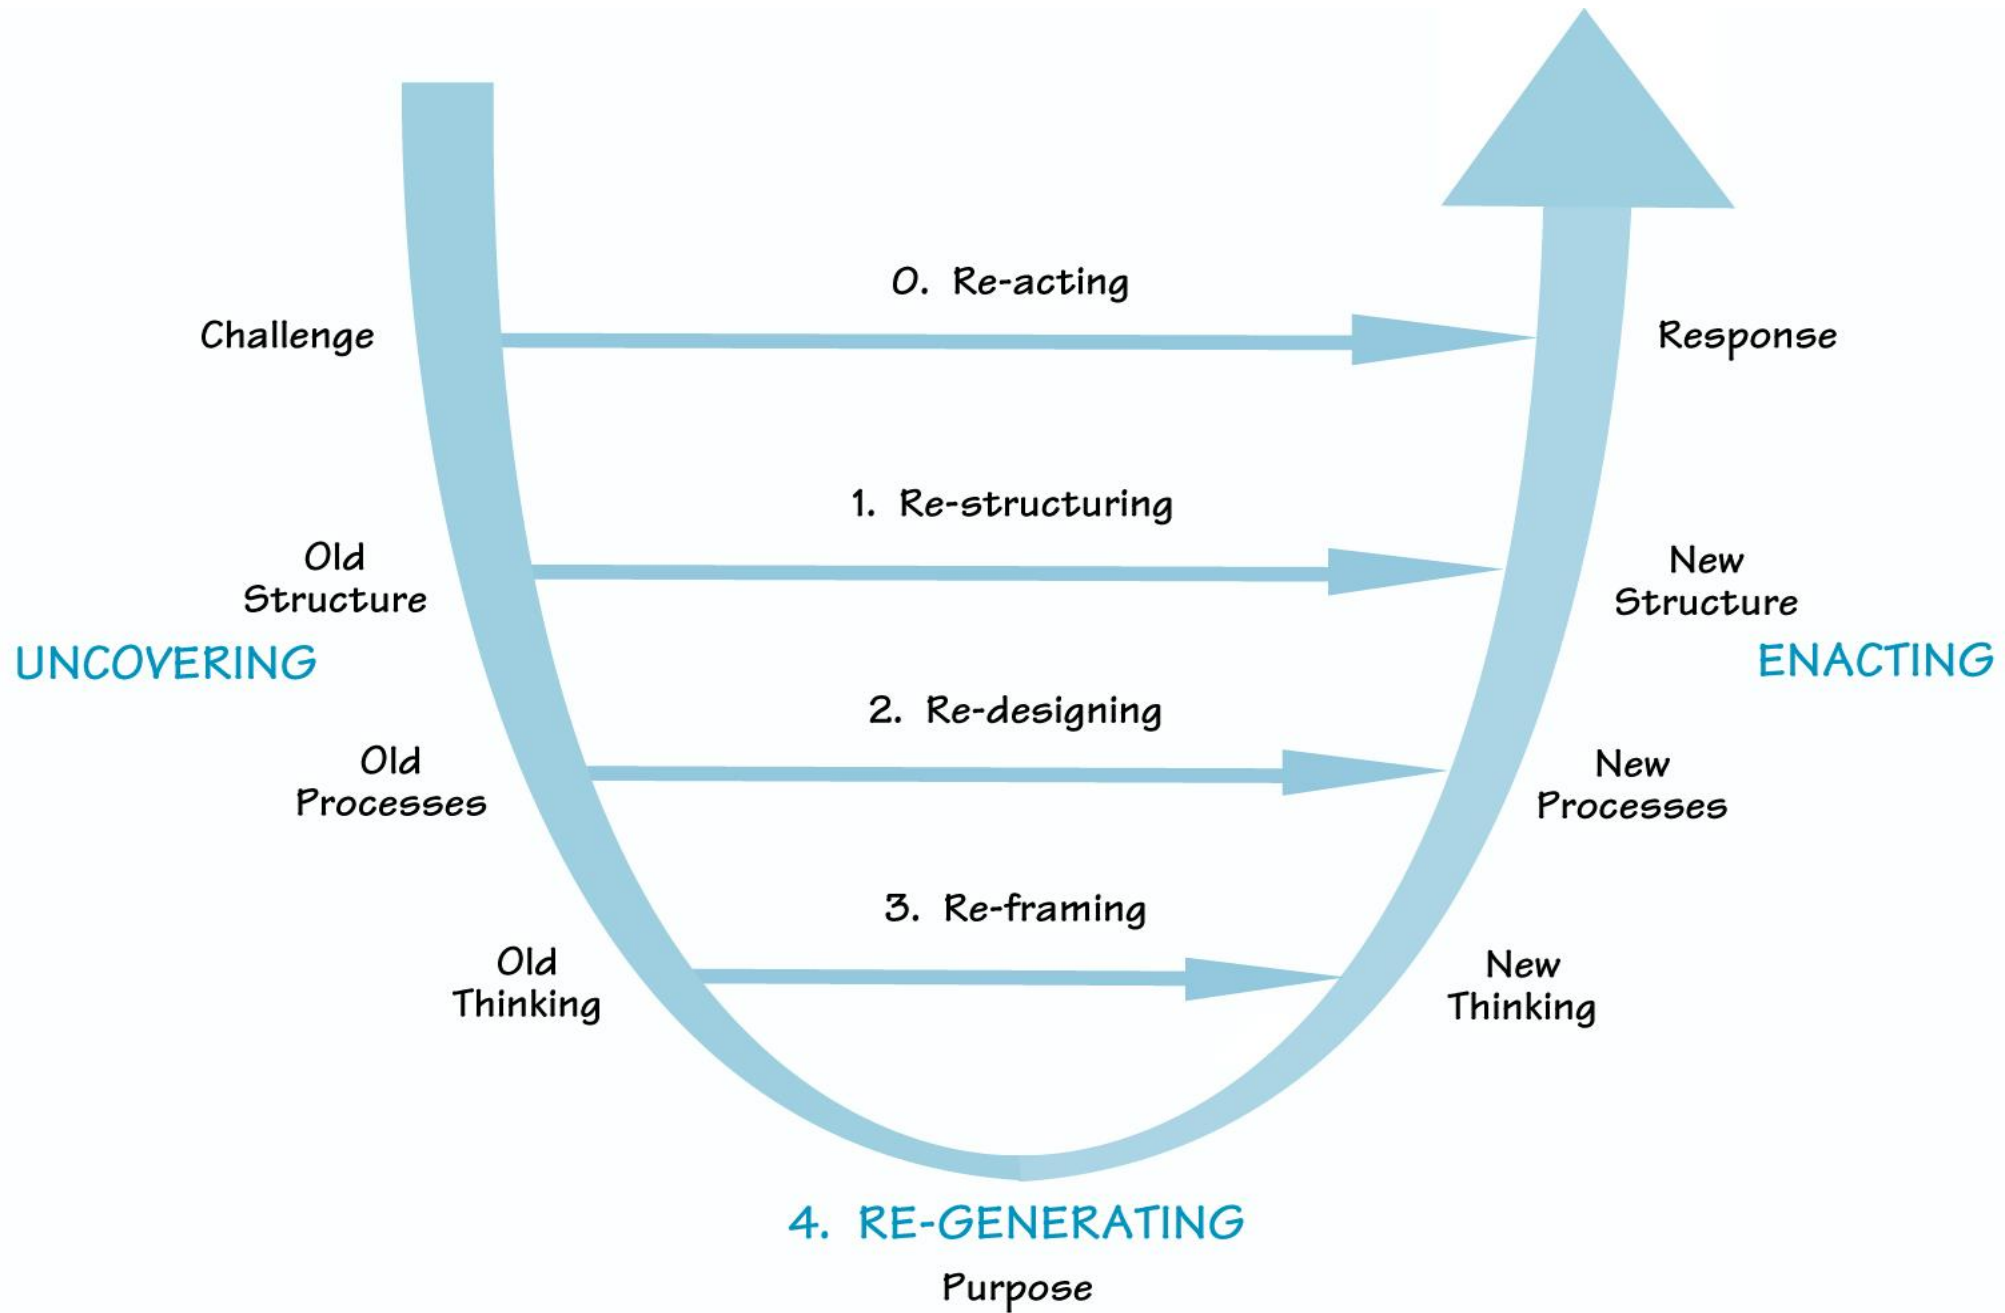 0. Re-acting
Challenge
Response
1. Re-structuring
Old
Structure
New
Structure
UNCOVERING
ENACTING
2. Re-designing
Old
Processes
New
Processes
3. Re-framing
Old
Thinking
New
Thinking
4. RE-GENERATING
Purpose